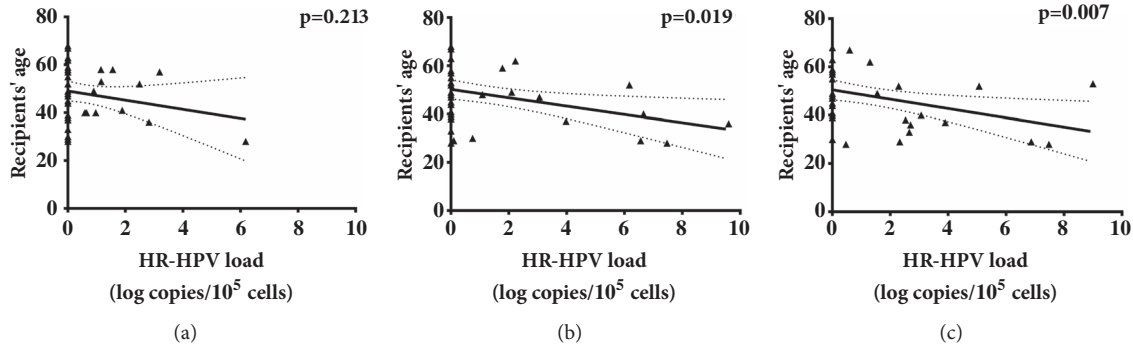 p=0.213
80
60
40
20
0
Recipients' age
0 2 4 6 8 10
HR-HPV load
(log copies/10⁵ cells)
(a)
p=0.019
80
60
40
20
0
Recipients' age
0 2 4 6 8 10
HR-HPV load
(log copies/10⁵ cells)
(b)
p=0.007
80
60
40
20
0
Recipients' age
0 2 4 6 8 10
HR-HPV load
(log copies/10⁵ cells)
(c)